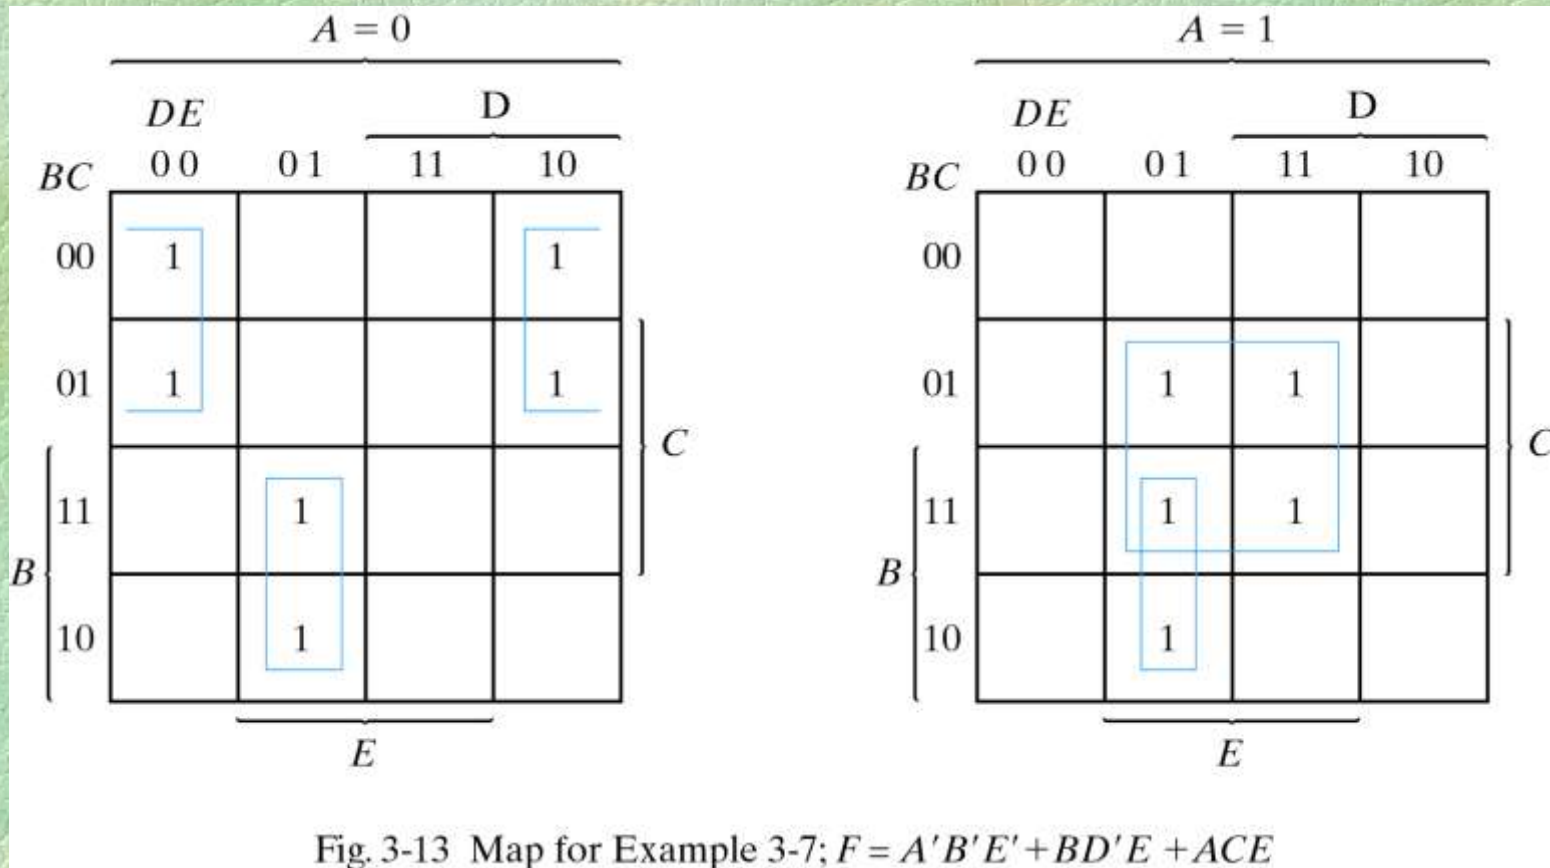 A = 0
DE D
BC 00 01 11 10
00 1 1
01 1 1
C
11 1
B
10 1
E
A = 1
DE D
BC 00 01 11 10
00
01 1 1
C
11 1 1
B
10 1
E
Fig. 3-13 Map for Example 3-7; F = A′B′E′ + BD′E + ACE